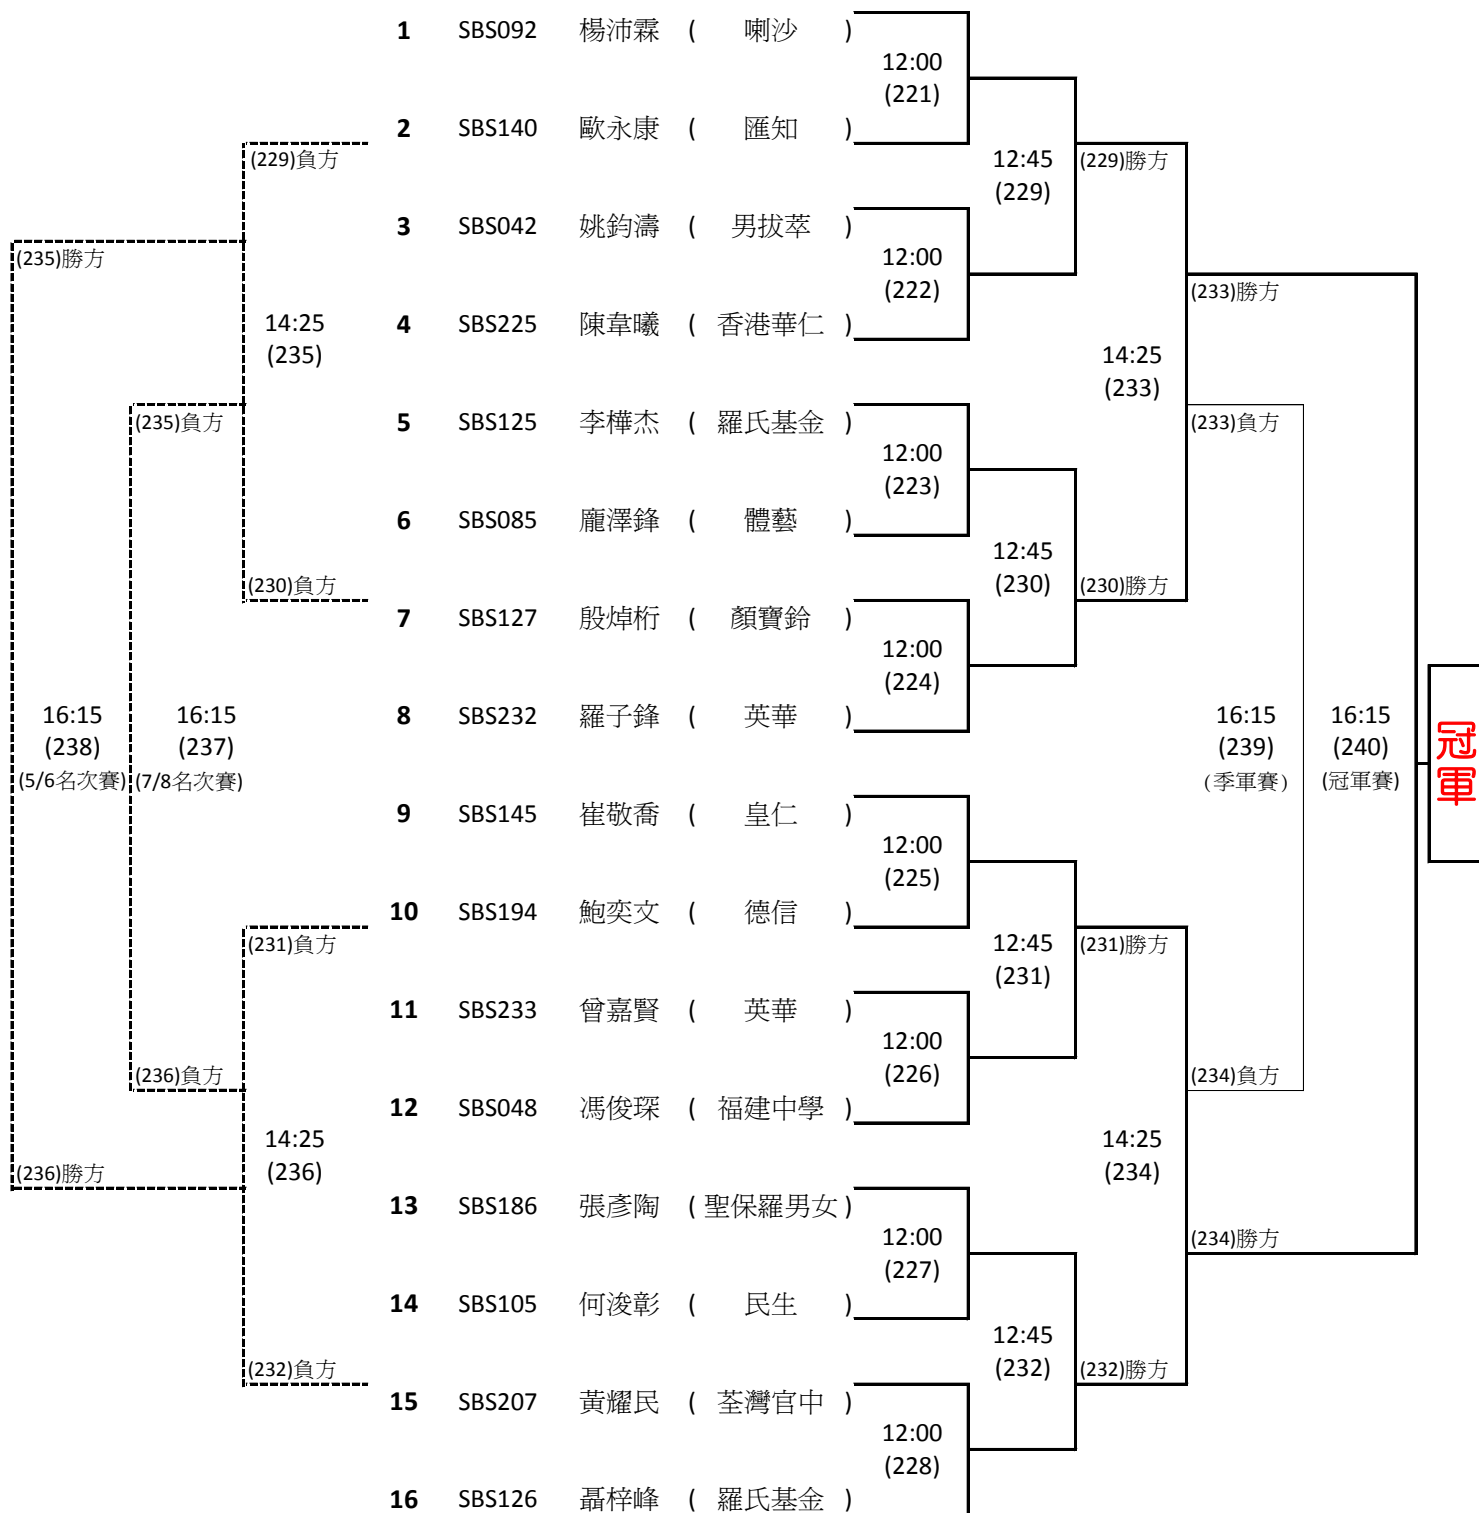 1 SBS092 楊沛霖 ( 喇沙 )
12:00
(221)
2 SBS140 歐永康 ( 匯知 )
(229)負方
12:45
(229)
(229)勝方
3 SBS042 姚鈞濤 ( 男拔萃 )
(235)勝方
12:00
(222)
(233)勝方
14:25
(235)
4 SBS225 陳韋曦 ( 香港華仁 )
14:25
(233)
(235)負方
5 SBS125 李樺杰 ( 羅氏基金 )
(233)負方
12:00
(223)
6 SBS085 龐澤鋒 ( 體藝 )
12:45
(230)
(230)負方
(230)勝方
7 SBS127 殷焯桁 ( 顏寶鈴 )
12:00
(224)
16:15
(238)
(5/6名次賽)
16:15
(237)
(7/8名次賽)
8 SBS232 羅子鋒 ( 英華 )
16:15
(239)
(季軍賽)
16:15
(240)
(冠軍賽)
冠軍
9 SBS145 崔敬喬 ( 皇仁 )
12:00
(225)
10 SBS194 鮑奕文 ( 德信 )
(231)負方
12:45
(231)
(231)勝方
11 SBS233 曾嘉賢 ( 英華 )
12:00
(226)
(236)負方
(234)負方
12 SBS048 馮俊琛 ( 福建中學 )
14:25
(236)
14:25
(234)
(236)勝方
13 SBS186 張彥陶 ( 聖保羅男女 )
12:00
(227)
(234)勝方
14 SBS105 何浚彰 ( 民生 )
12:45
(232)
(232)負方
(232)勝方
15 SBS207 黃耀民 ( 荃灣官中 )
12:00
(228)
16 SBS126 聶梓峰 ( 羅氏基金 )